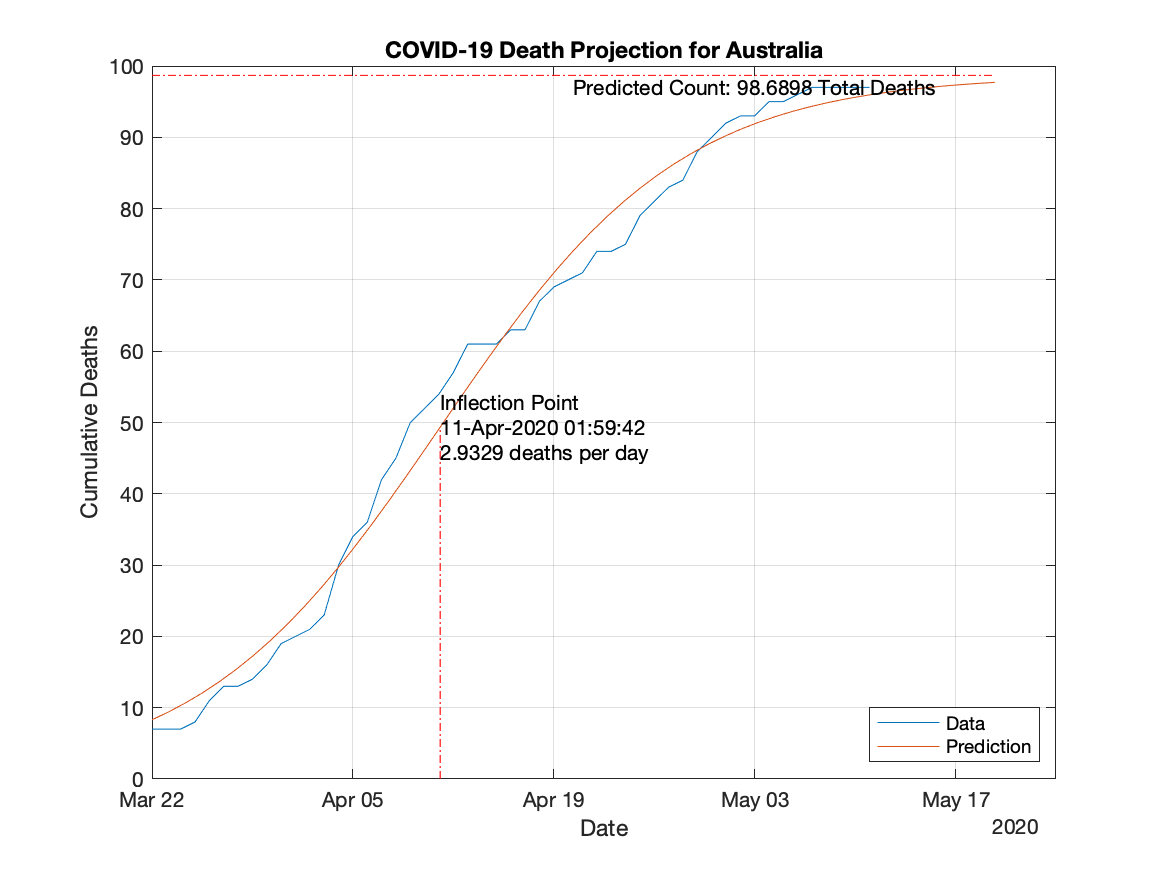 COVID-19 Death Projection for Australia
100
Predicted Count: 98.6898 Total Deaths
90
80
70
60
50
40
30
20
10
0
Cumulative Deaths
Inflection Point
11-Apr-2020 01:59:42
2.9329 deaths per day
Data
Prediction
Mar 22 Apr 05 Apr 19 May 03 May 17
Date
2020